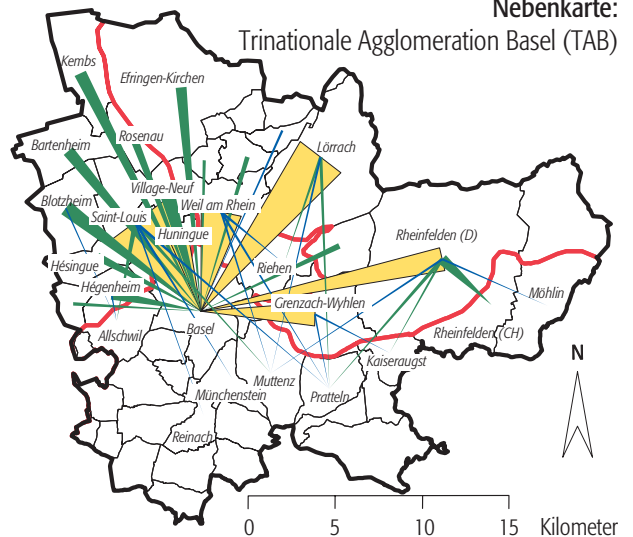 Nebenkarte:
Trinationale Agglomeration Basel (TAB)
Kembs
Efringen-Kirchen
Rosenau
Bartenheim
Lörrach
Village-Neuf
Blotzheim
Weil am Rhein
Saint-Louis
Huningue
Rheinfelden (D)
Hésingue
Riehen
Hégenheim
Möhlin
Grenzach-Wyhlen
Allschwil
Basel
Rheinfelden (CH)
Kaiseraugst
N
Muttenz
Münchenstein
Pratteln
Reinach
0 5 10 15 Kilometer